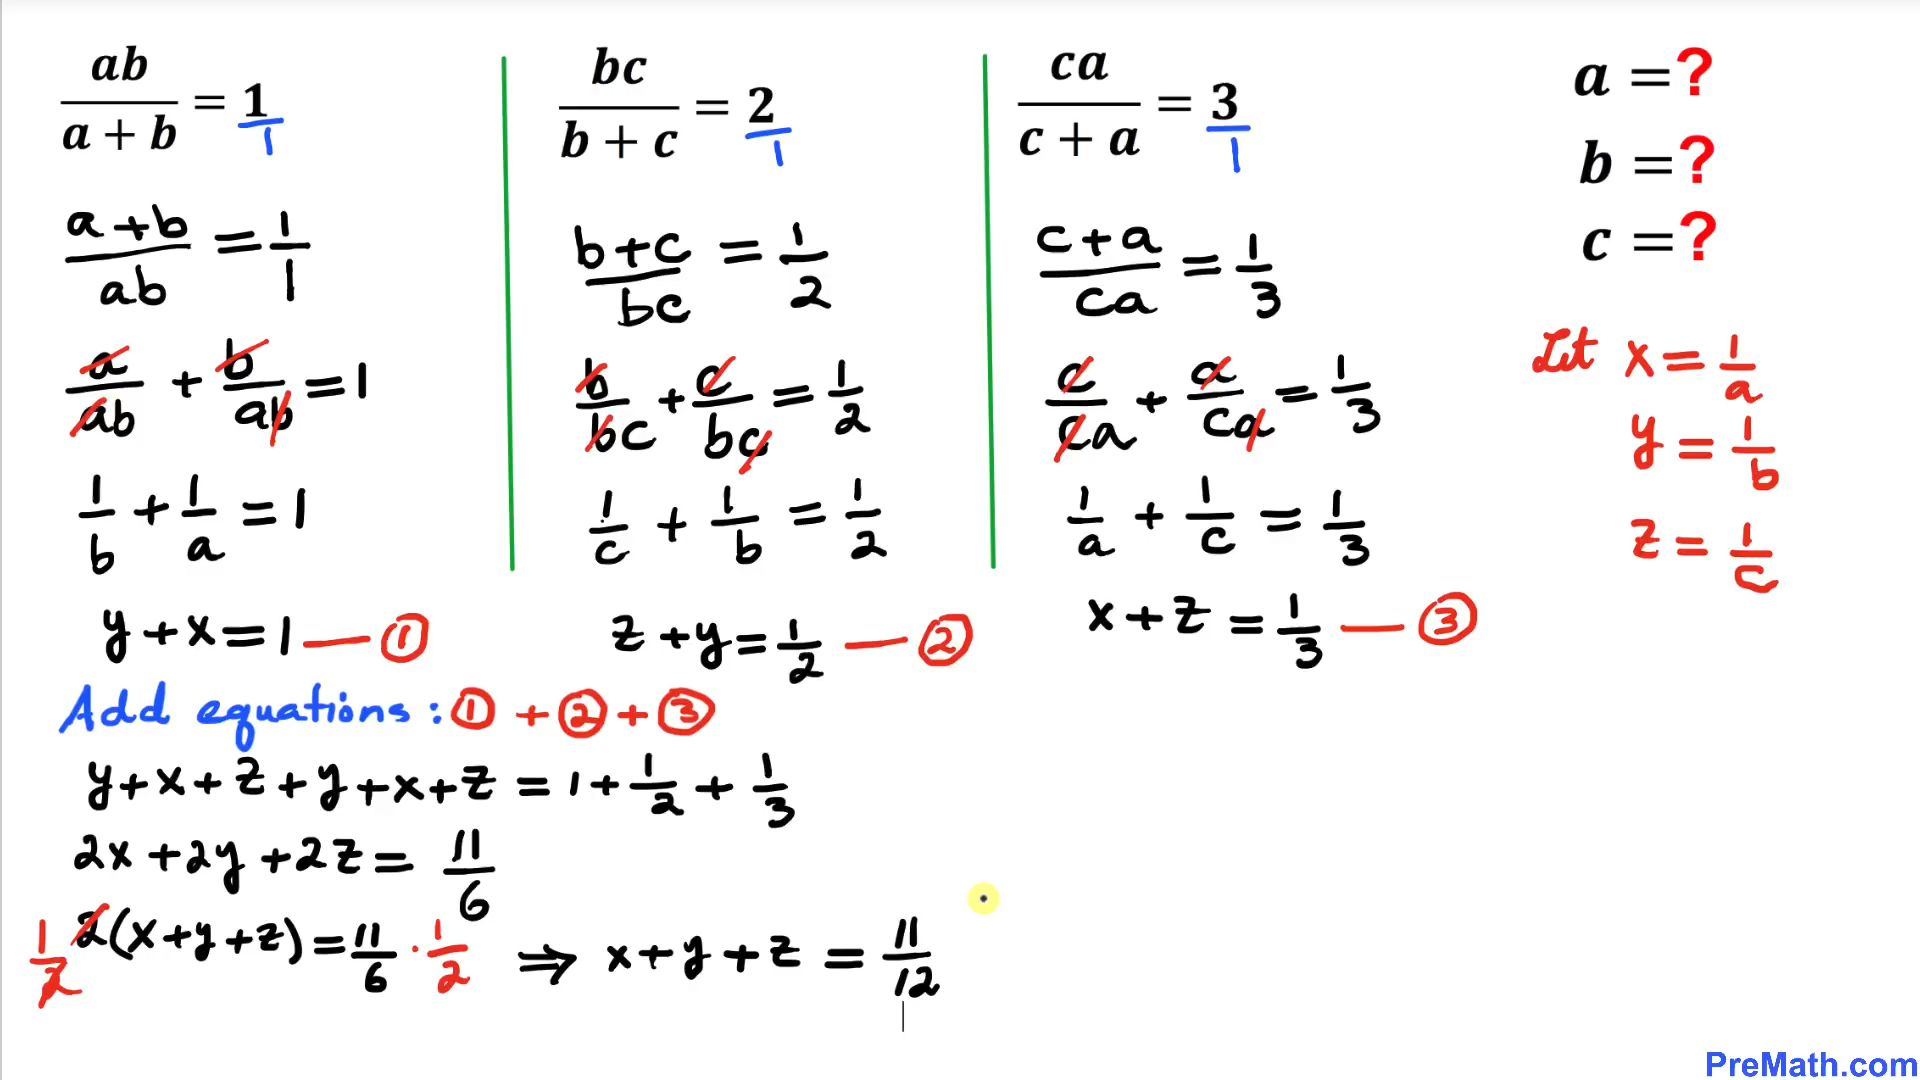 ab/(a + b) = 1/1
(a+b)/ab = 1/1
a/ab + b/ab = 1
1/b + 1/a = 1
y+x=1 — ①
bc/(b + c) = 2/1
(b+c)/bc = 1/2
b/bc + c/bc = 1/2
1/c + 1/b = 1/2
z+y=1/2 — ②
ca/(c + a) = 3/1
(c+a)/ca = 1/3
c/ca + a/ca = 1/3
1/a + 1/c = 1/3
x+z=1/3 — ③
a =?
b =?
c =?
Let x=1/a
y=1/b
z=1/c
Add equations: ① + ② + ③
y+x+z+y+x+z = 1+1/2+1/3
2x+2y+2z= 11/6
1/2 2(x+y+z)=11/6 · 1/2 ⇒ x+y+z = 11/12
PreMath.com